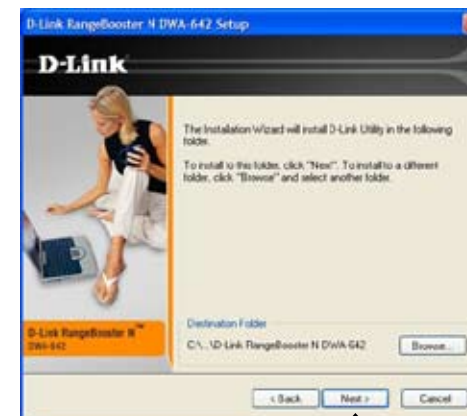 D-Link RangeBooster N DWA-642 Setup
D-Link
The Installation Wizard will install D-Link Utility in the following
folder.
To install to this folder, click "Next". To install to a different
folder, click "Browse" and select another folder.
D-Link RangeBooster N™
DWA-642
Destination Folder
C:\...\D-Link RangeBooster N DWA-642
Browse...
< Back
Next >
Cancel